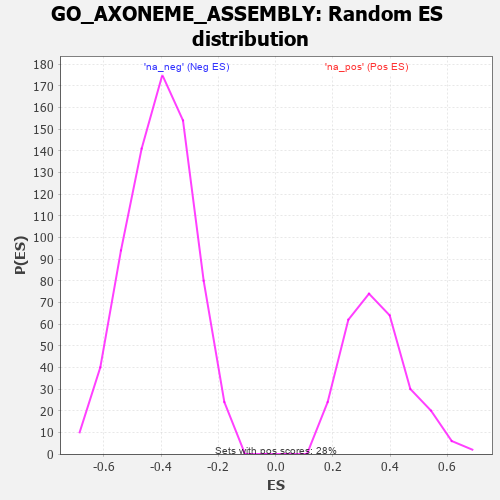 GO_AXONEME_ASSEMBLY: Random ES
distribution
'na_neg' (Neg ES)
'na_pos' (Pos ES)
P(ES)
180
170
160
150
140
130
120
110
100
90
80
70
60
50
40
30
20
10
0
Sets with pos scores: 28%
-0.6 -0.4 -0.2 0.0 0.2 0.4 0.6
ES